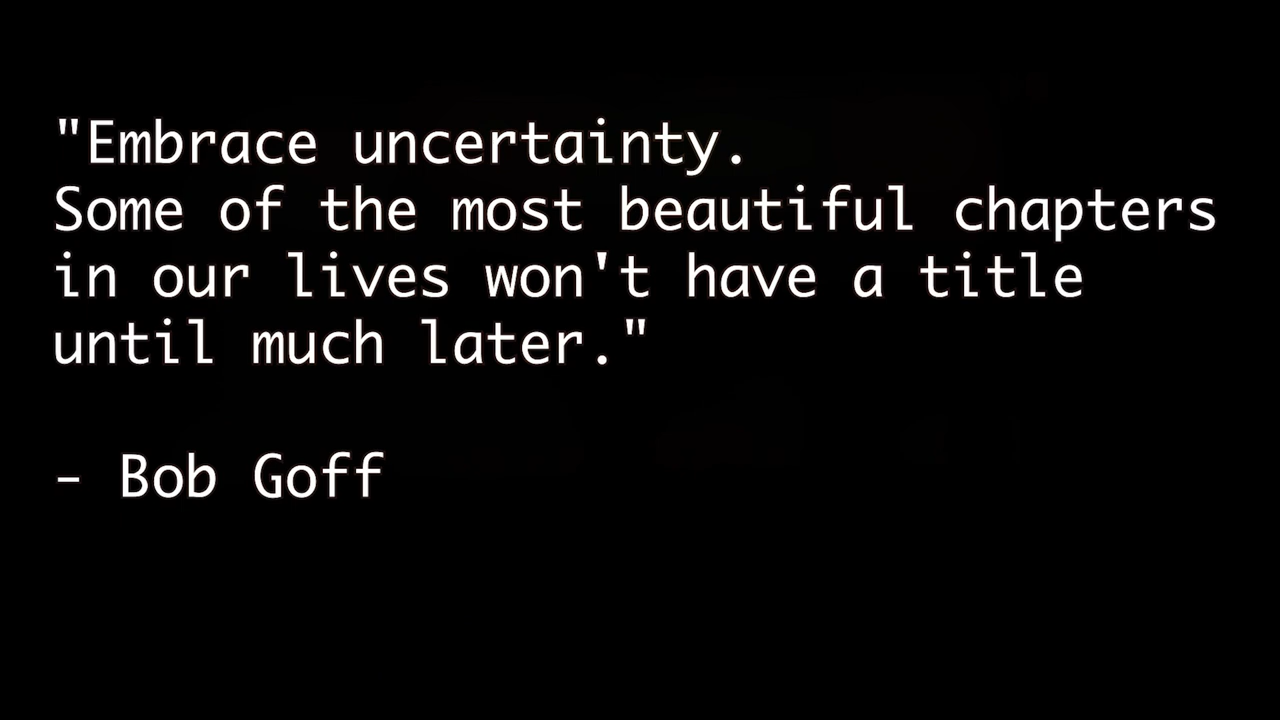 "Embrace uncertainty.
Some of the most beautiful chapters
in our lives won't have a title
until much later."
- Bob Goff